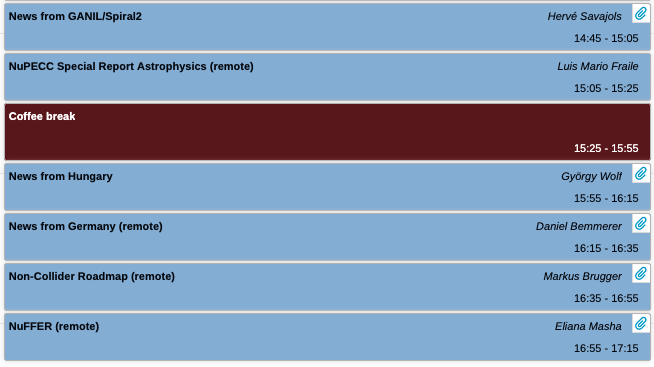 News from GANIL/Spiral2 Hervé Savajols
14:45 - 15:05
NuPECC Special Report Astrophysics (remote) Luis Mario Fraile
15:05 - 15:25
Coffee break
15:25 - 15:55
News from Hungary György Wolf
15:55 - 16:15
News from Germany (remote) Daniel Bemmerer
16:15 - 16:35
Non-Collider Roadmap (remote) Markus Brugger
16:35 - 16:55
NuFFER (remote) Eliana Masha
16:55 - 17:15